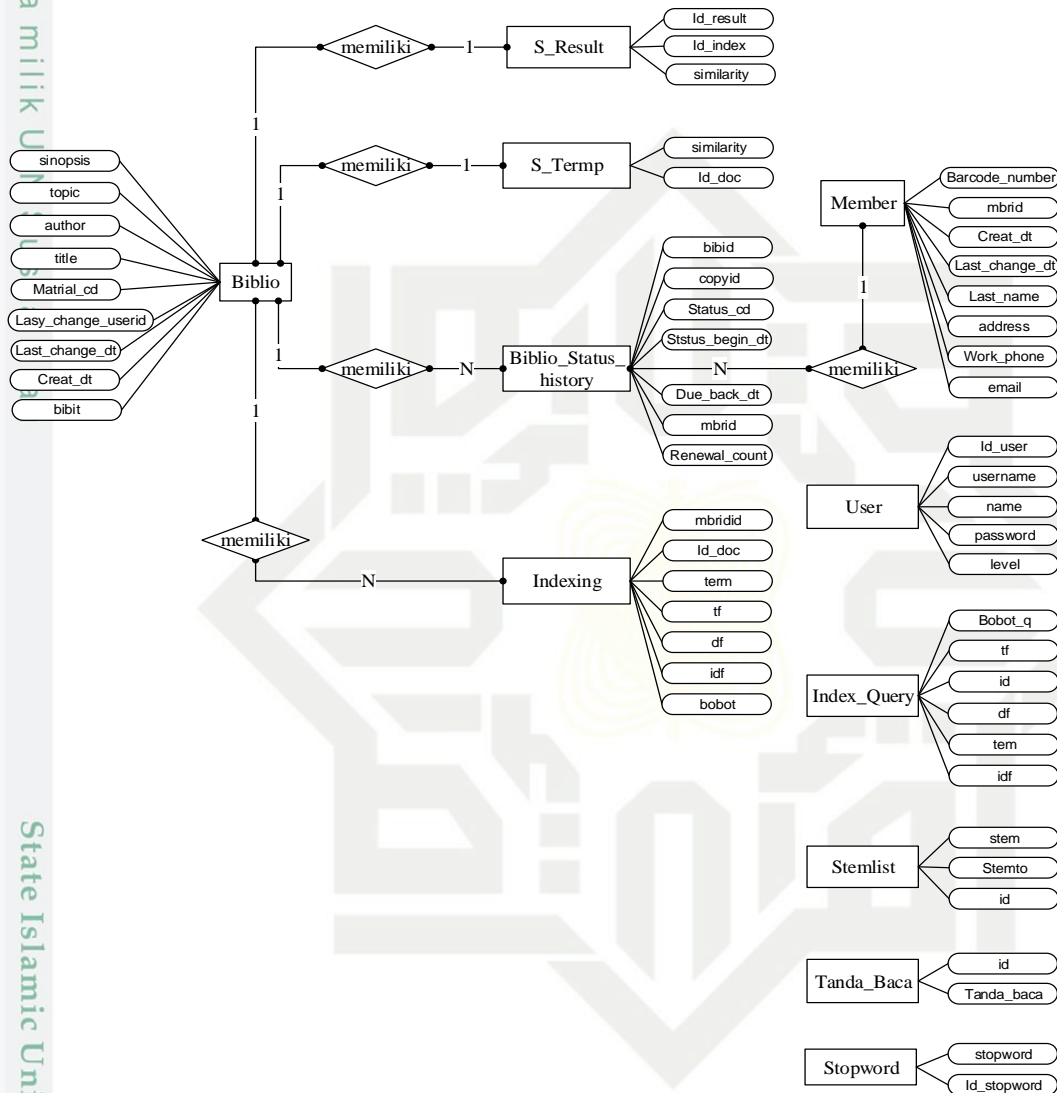 a milik UIN Sus a
State Islamic Uni
memiliki
1
S_Result
Id_result
Id_index
similarity
1
memiliki
1
S_Termp
similarity
Id_doc
1
sinopsis
topic
author
title
Matrial_cd
Lasy_change_userid
Last_change_dt
Creat_dt
bibit
Biblio
1
memiliki
N
Biblio_Status_
history
bibid
copyid
Status_cd
Ststus_begin_dt
Due_back_dt
mbrid
Renewal_count
N
memiliki
1
Member
Barcode_number
mbrid
Creat_dt
Last_change_dt
Last_name
address
Work_phone
email
1
memiliki
N
Indexing
mbridid
Id_doc
term
tf
df
idf
bobot
User
Id_user
username
name
password
level
Index_Query
Bobot_q
tf
id
df
tem
idf
Stemlist
stem
Stemto
id
Tanda_Baca
id
Tanda_baca
Stopword
stopword
Id_stopword